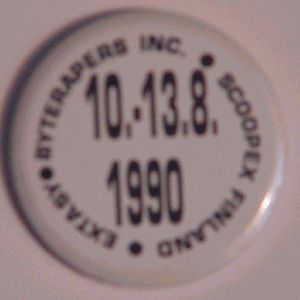 BYTERAPERS INC.
SCOOPEX FINLAND
EXTASY
10.-13.8.
1990